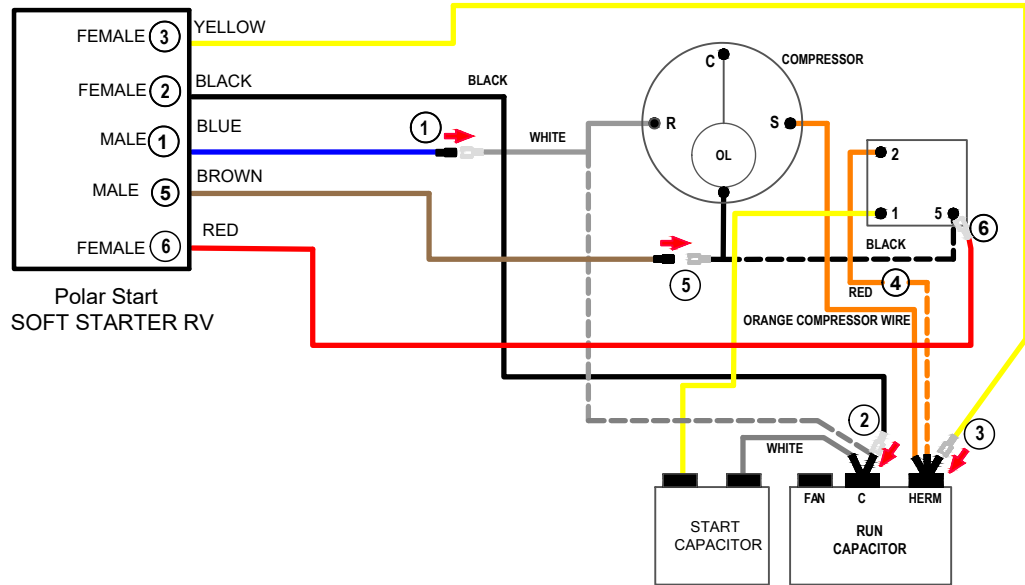 FEMALE 3 YELLOW
FEMALE 2 BLACK
BLACK
MALE 1 BLUE
1
WHITE
MALE 5 BROWN
FEMALE 6 RED
Polar Start
SOFT STARTER RV
COMPRESSOR
C
R
S
OL
2
1
5
6
BLACK
5
RED
4
ORANGE COMPRESSOR WIRE
2
3
WHITE
FAN
C
HERM
START
CAPACITOR
RUN
CAPACITOR